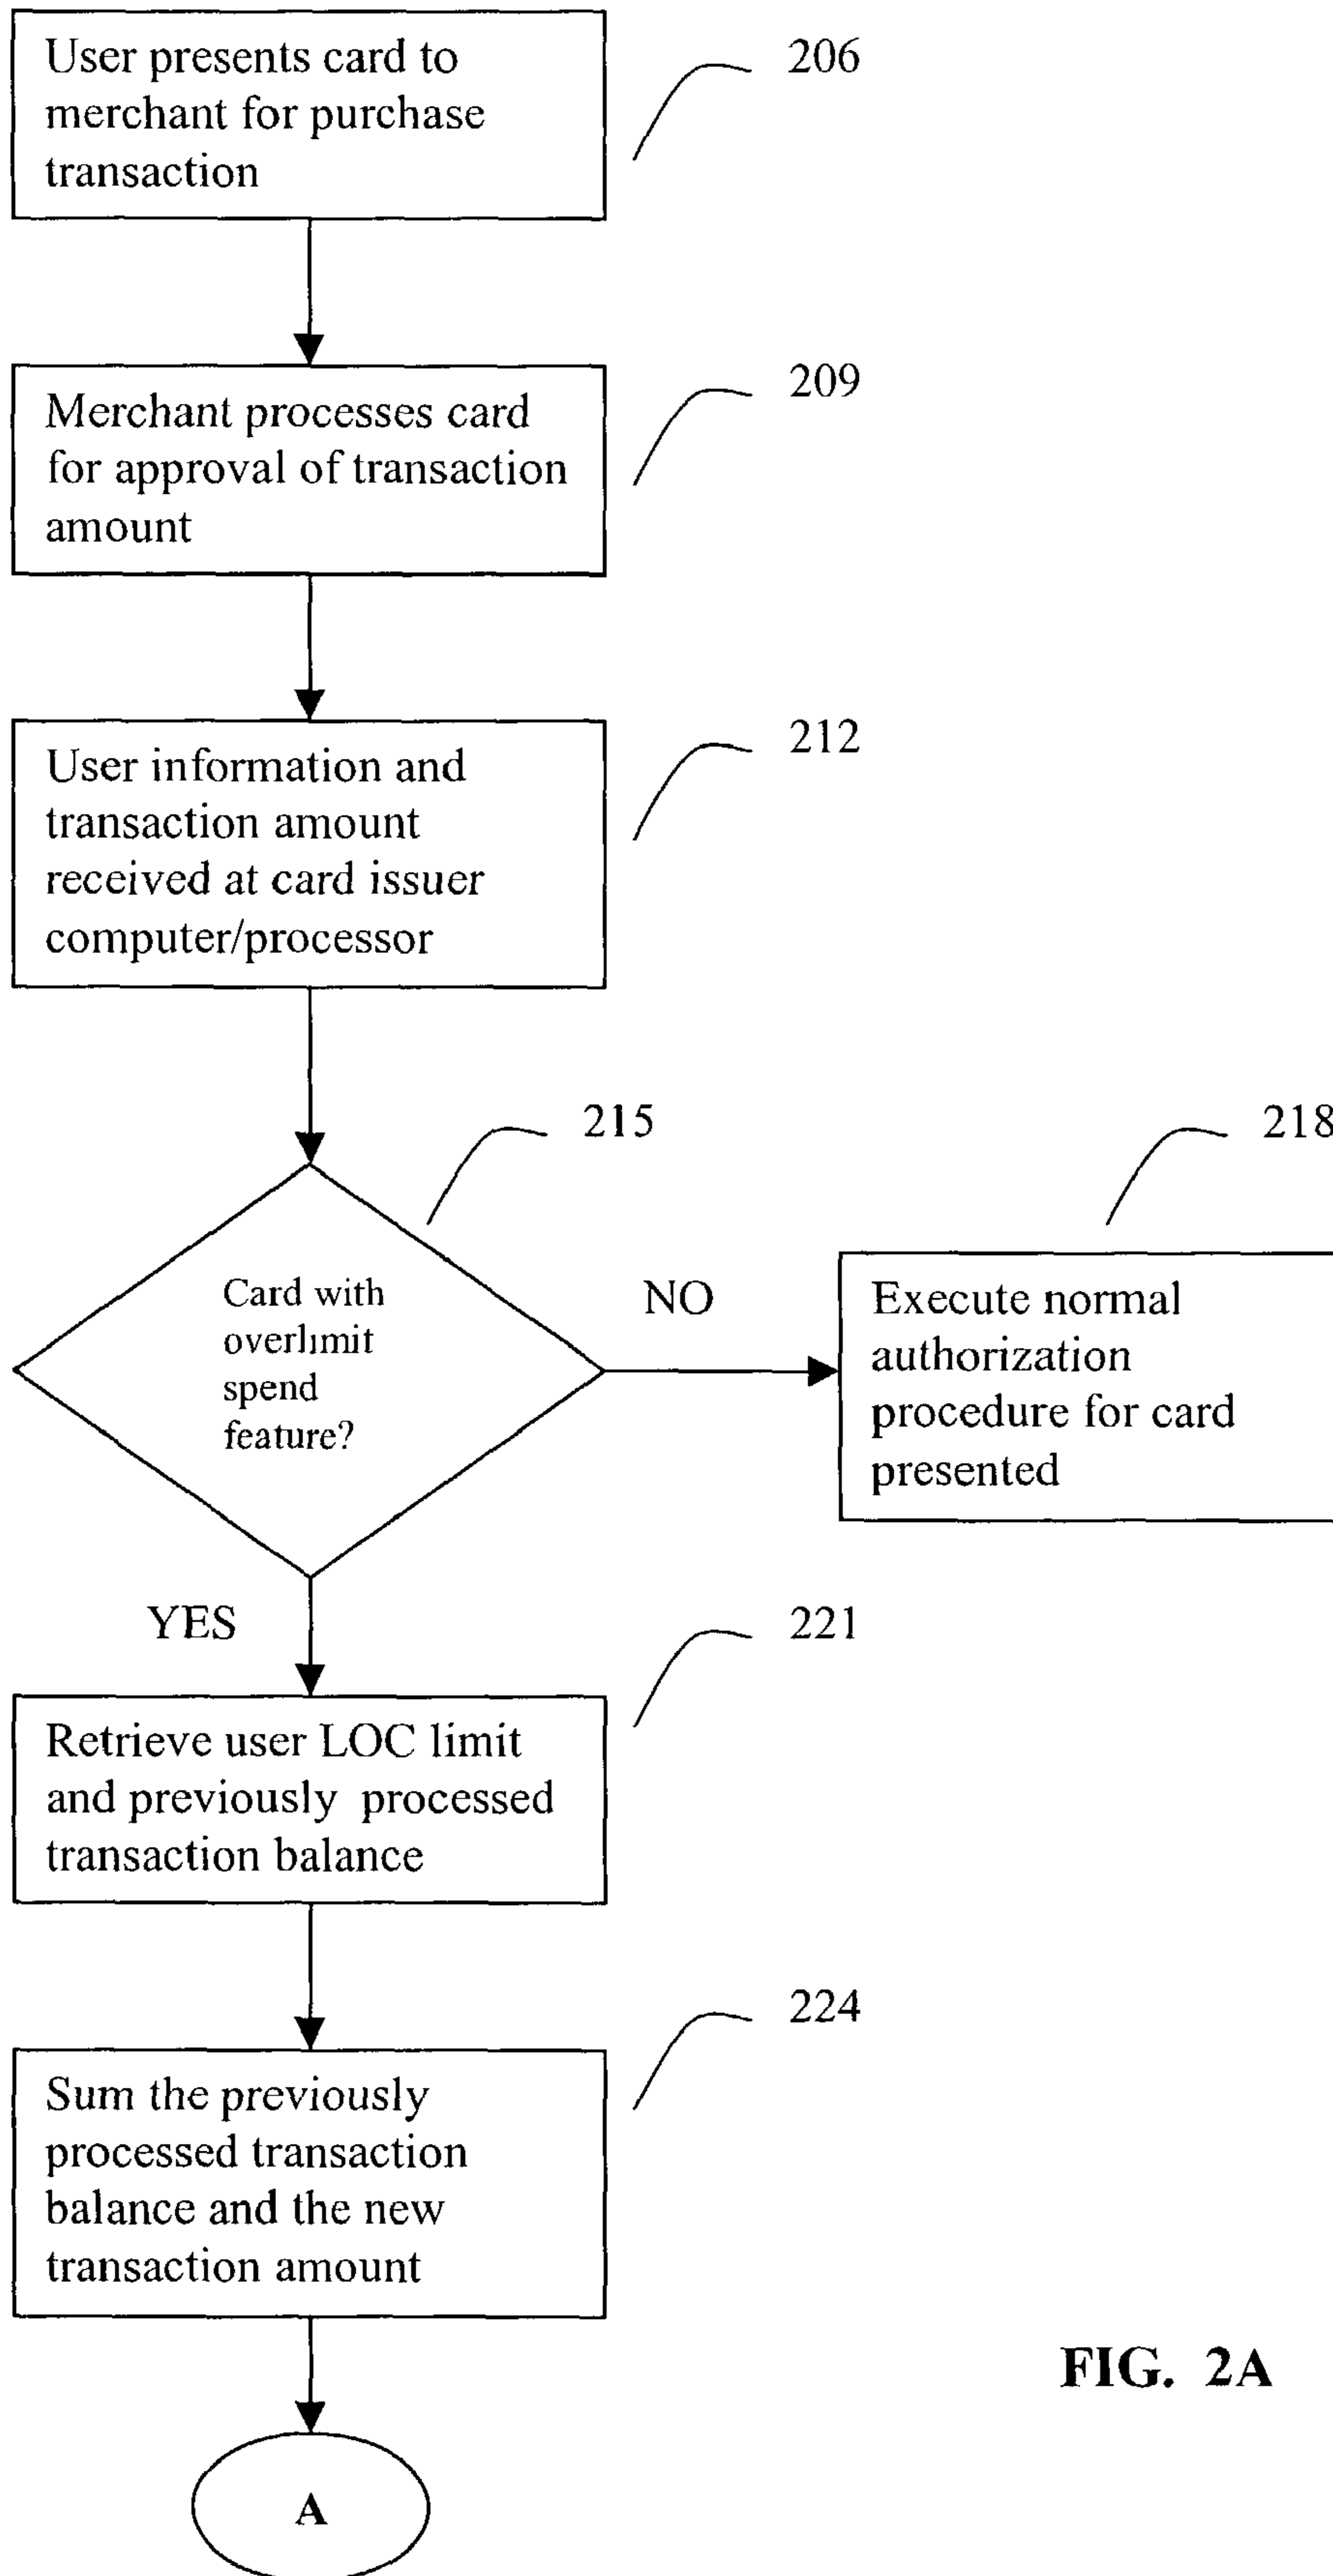 User presents card to
merchant for purchase
transaction
206
Merchant processes card
for approval of transaction
amount
209
User information and
transaction amount
received at card issuer
computer/processor
212
215
Card with
overlimit
spend
feature?
NO
218
Execute normal
authorization
procedure for card
presented
YES
221
Retrieve user LOC limit
and previously processed
transaction balance
224
Sum the previously
processed transaction
balance and the new
transaction amount
FIG. 2A
A